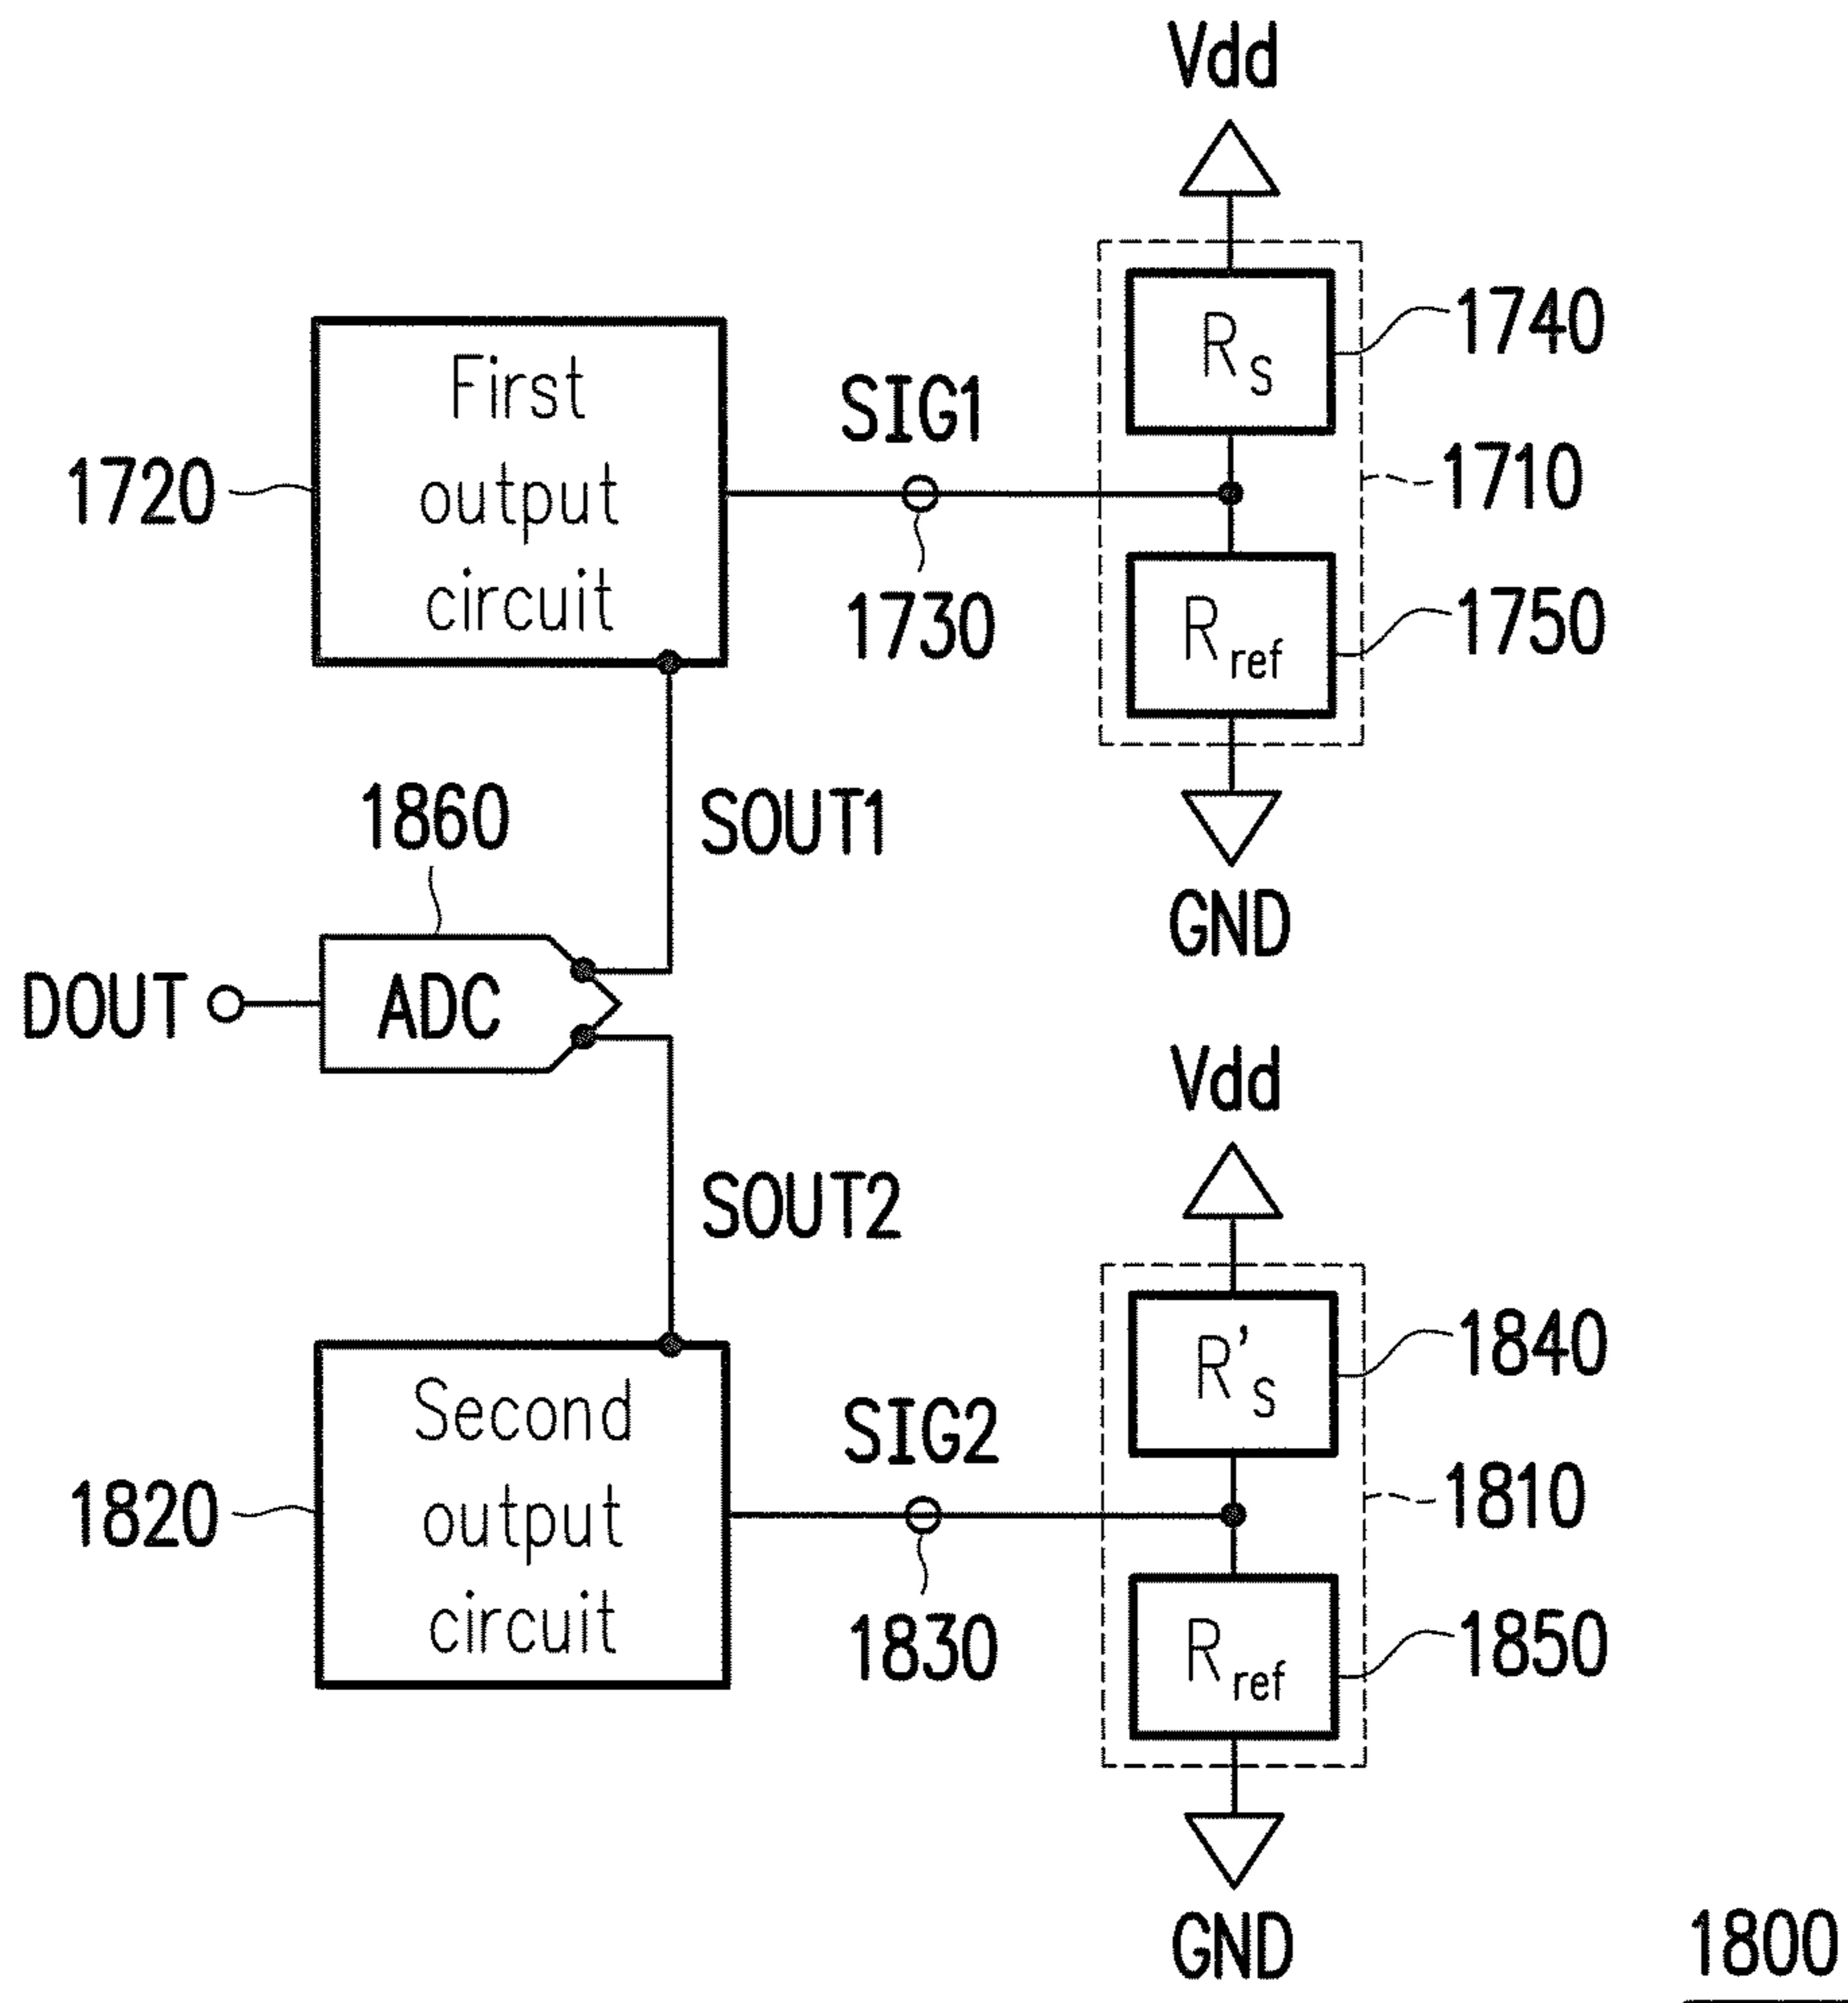 Vdd
Rs
1740
First
output
circuit
1720
SIG1
1730
1710
Rref
1750
GND
1860
SOUT1
DOUT
ADC
SOUT2
Vdd
R's
1840
Second
output
circuit
1820
SIG2
1830
1810
Rref
1850
GND
1800